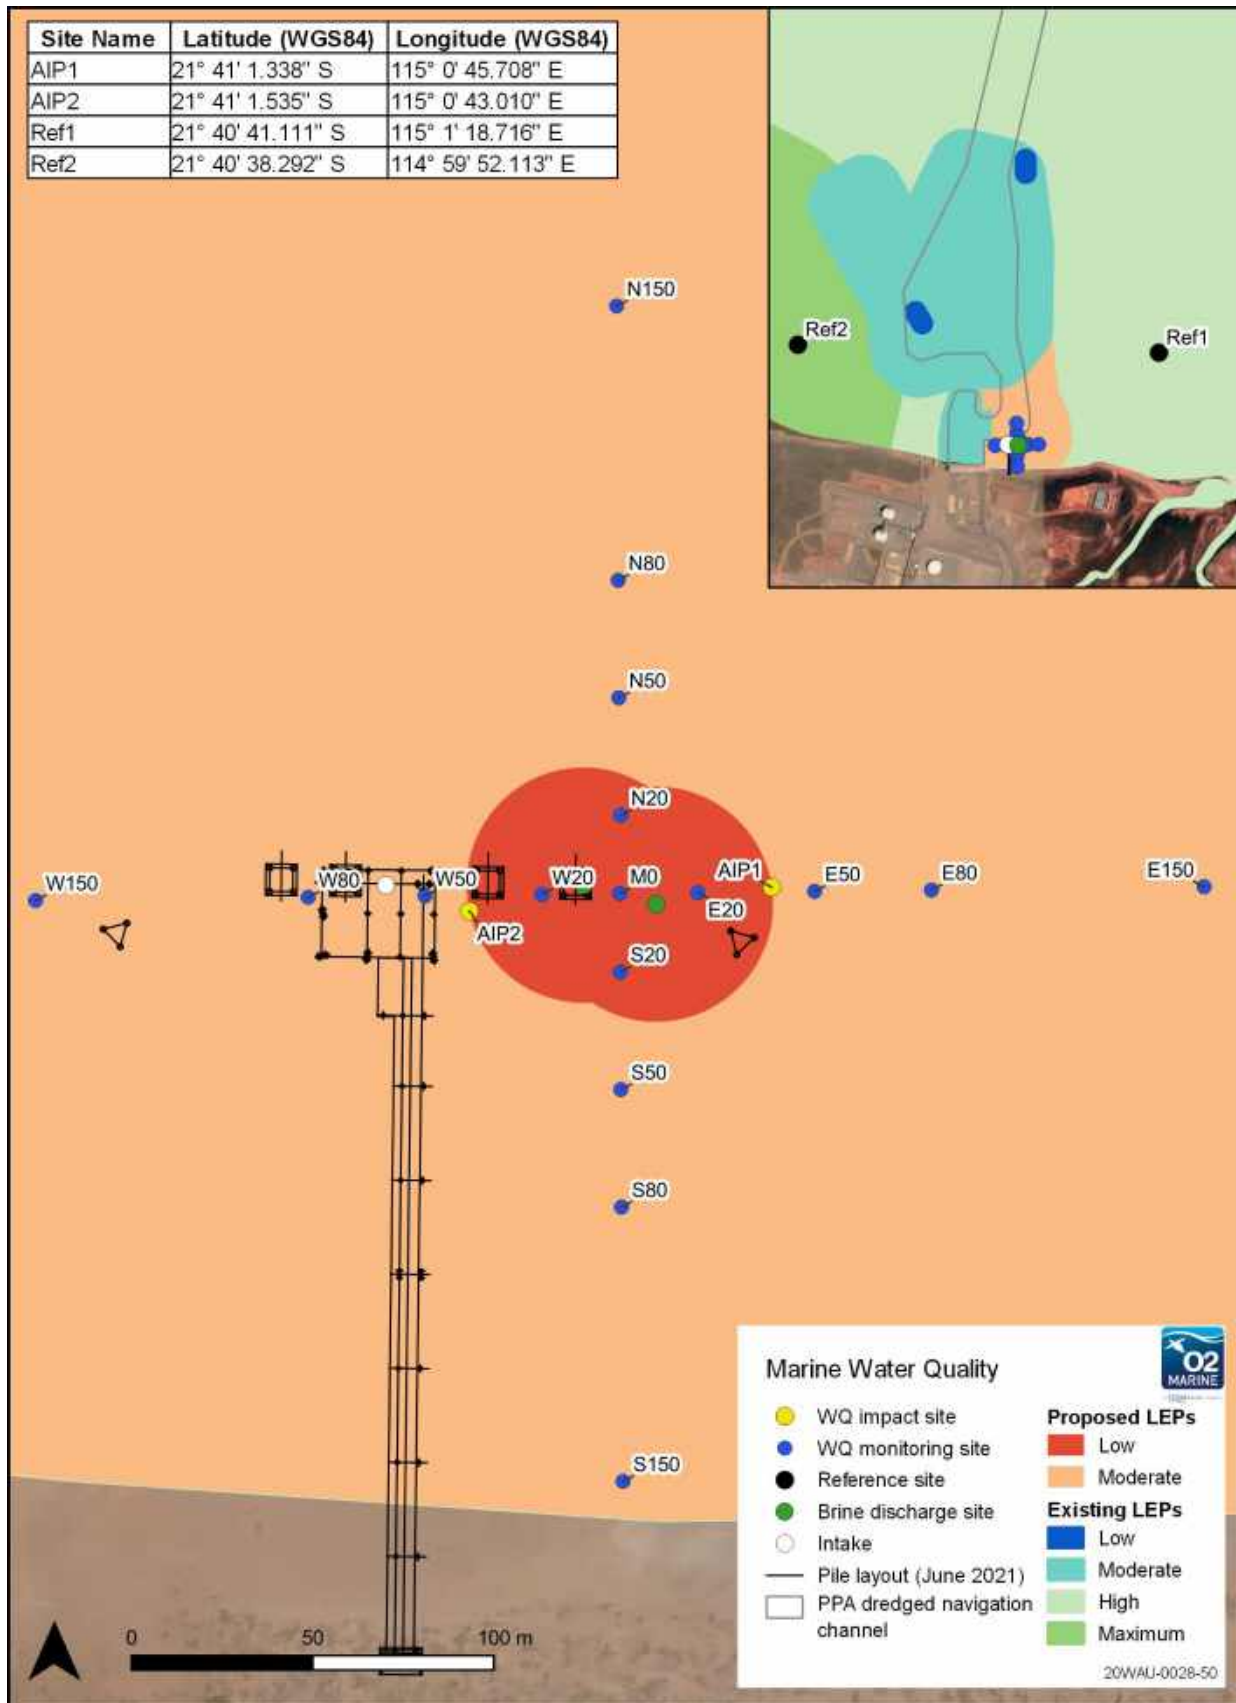 Site Name Latitude (WGS84) Longitude (WGS84)
AIP1 21° 41' 1.338" S 115° 0' 45.708" E
AIP2 21° 41' 1.535" S 115° 0' 43.010" E
Ref1 21° 40' 41.111" S 115° 1' 18.716" E
Ref2 21° 40' 38.292" S 114° 59' 52.113" E
Ref2
Ref1
N150
N80
N50
N20
W150
W80
W50
W20
M0
AIP1
E50
E80
E150
E20
AIP2
S20
S50
S80
S150
0 50 100 m
Marine Water Quality
O2
MARINE
WQ impact site
WQ monitoring site
Reference site
Brine discharge site
Intake
Pile layout (June 2021)
PPA dredged navigation
channel
Proposed LEPs
Low
Moderate
Existing LEPs
Low
Moderate
High
Maximum
20WAU-0028-50